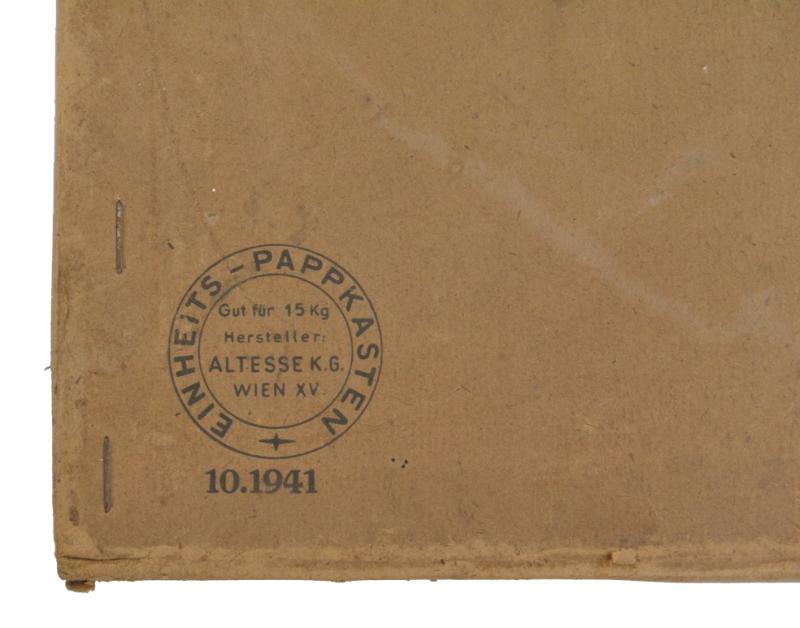 EINHEITS-PAPPKASTEN
Gut für 15 Kg
Hersteller:
ALTESSE K.G.
WIEN XV.
10.1941